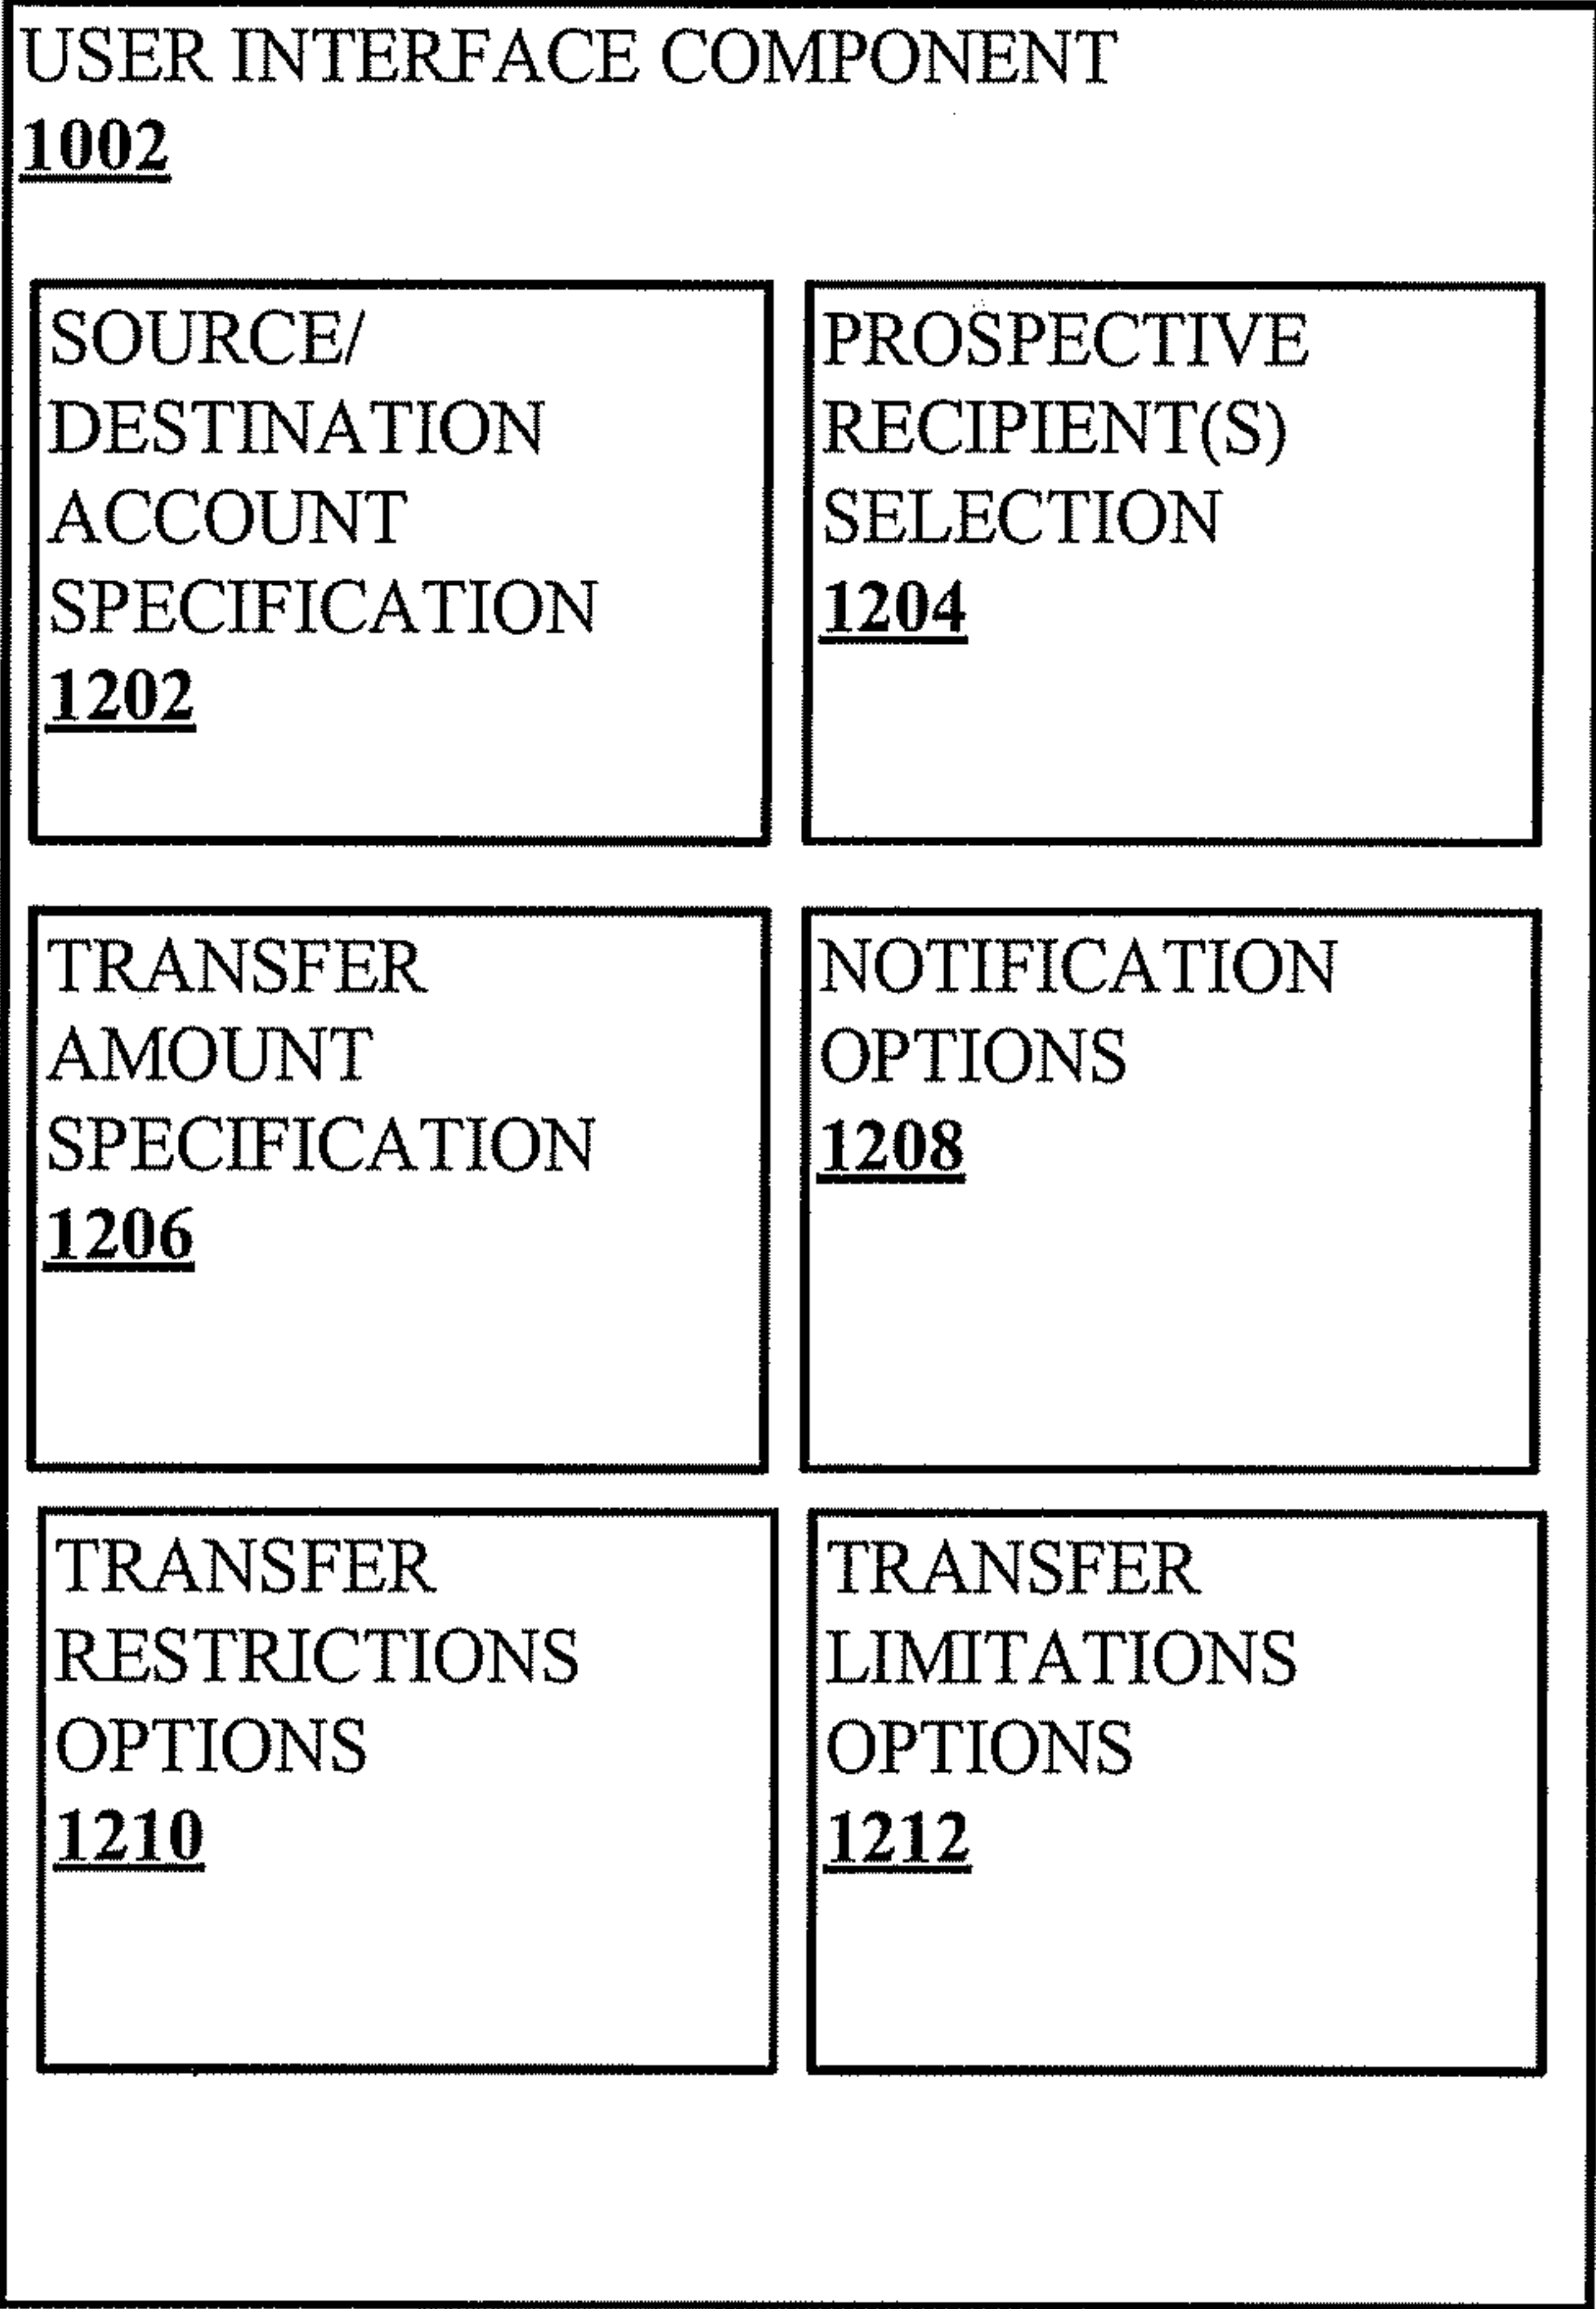 USER INTERFACE COMPONENT
1002
SOURCE/
DESTINATION
ACCOUNT
SPECIFICATION
1202
PROSPECTIVE
RECIPIENT(S)
SELECTION
1204
TRANSFER
AMOUNT
SPECIFICATION
1206
NOTIFICATION
OPTIONS
1208
TRANSFER
RESTRICTIONS
OPTIONS
1210
TRANSFER
LIMITATIONS
OPTIONS
1212